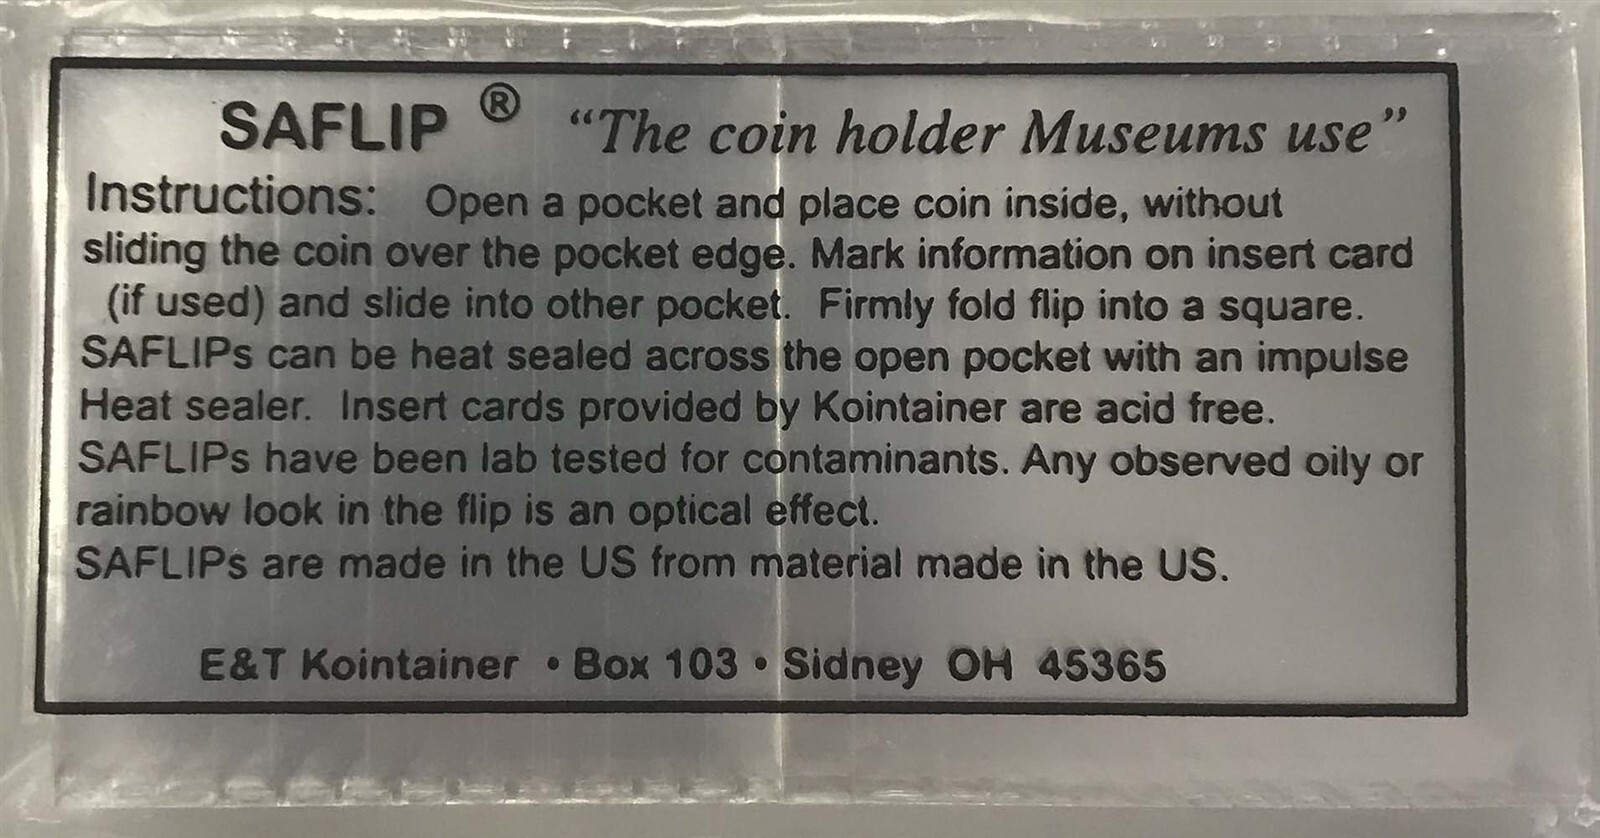 SAFLIP ® “The coin holder Museums use”
Instructions: Open a pocket and place coin inside, without
sliding the coin over the pocket edge. Mark information on insert card
(if used) and slide into other pocket. Firmly fold flip into a square.
SAFLIPs can be heat sealed across the open pocket with an impulse
Heat sealer. Insert cards provided by Kointainer are acid free.
SAFLIPs have been lab tested for contaminants. Any observed oily or
rainbow look in the flip is an optical effect.
SAFLIPs are made in the US from material made in the US.
E&T Kointainer • Box 103 • Sidney OH 45365